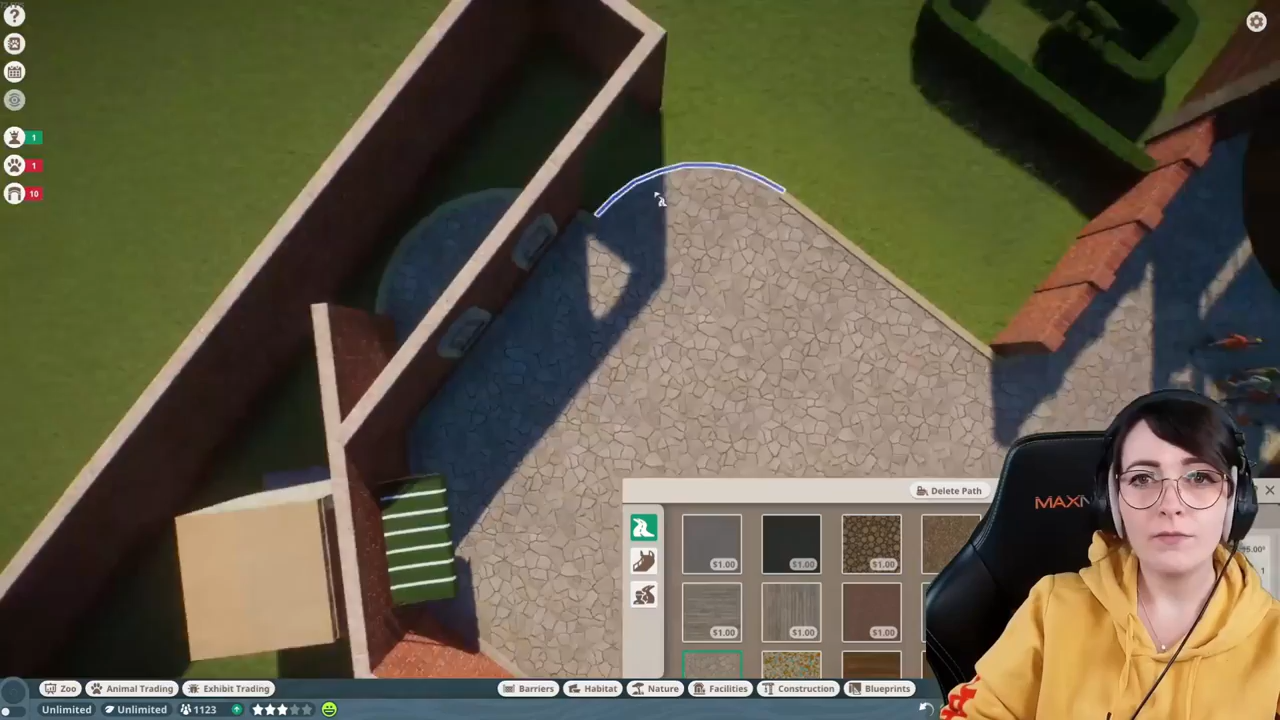 ?
1
1
10
Delete Path
$1.00
$1.00
$1.00
$1.00
$1.00
$1.00
MAXN
1
Zoo
Animal Trading
Exhibit Trading
Barriers
Habitat
Nature
Facilities
Construction
Blueprints
Unlimited
Unlimited
1123